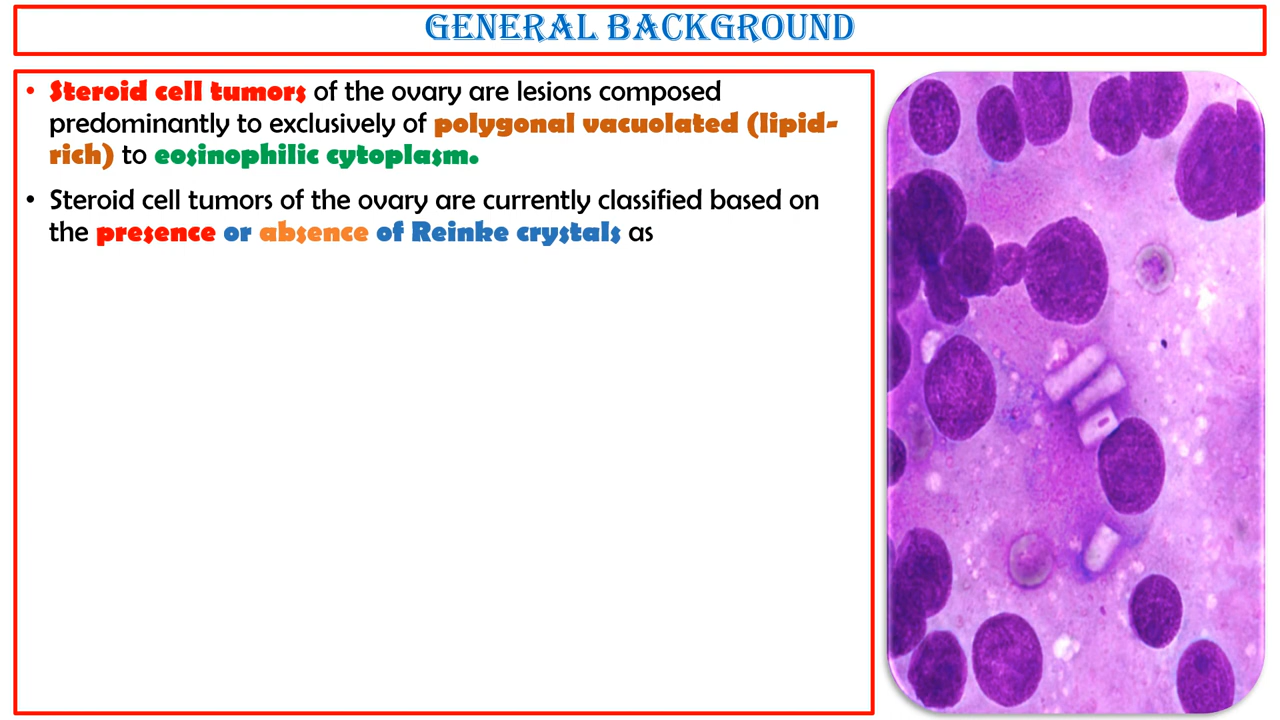 GENERAL BACKGROUND
• Steroid cell tumors of the ovary are lesions composed
predominantly to exclusively of polygonal vacuolated (lipid-
rich) to eosinophilic cytoplasm.
• Steroid cell tumors of the ovary are currently classified based on
the presence or absence of Reinke crystals as